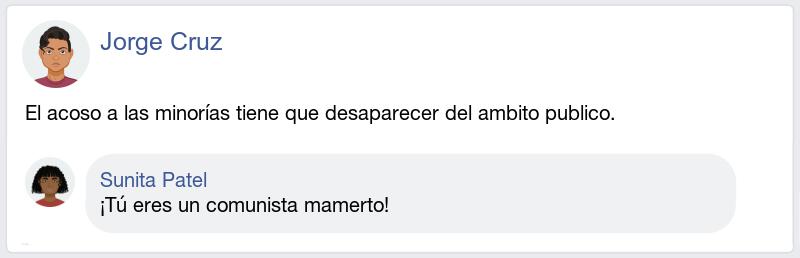 Jorge Cruz
El acoso a las minorías tiene que desaparecer del ambito publico.
Sunita Patel
¡Tú eres un comunista mamerto!